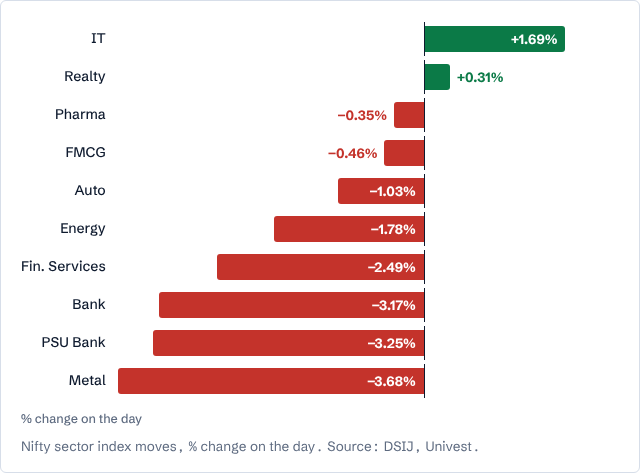 IT +1.69%
Realty +0.31%
Pharma −0.35%
FMCG −0.46%
Auto −1.03%
Energy −1.78%
Fin. Services −2.49%
Bank −3.17%
PSU Bank −3.25%
Metal −3.68%
% change on the day
Nifty sector index moves, % change on the day. Source: DSIJ, Univest.